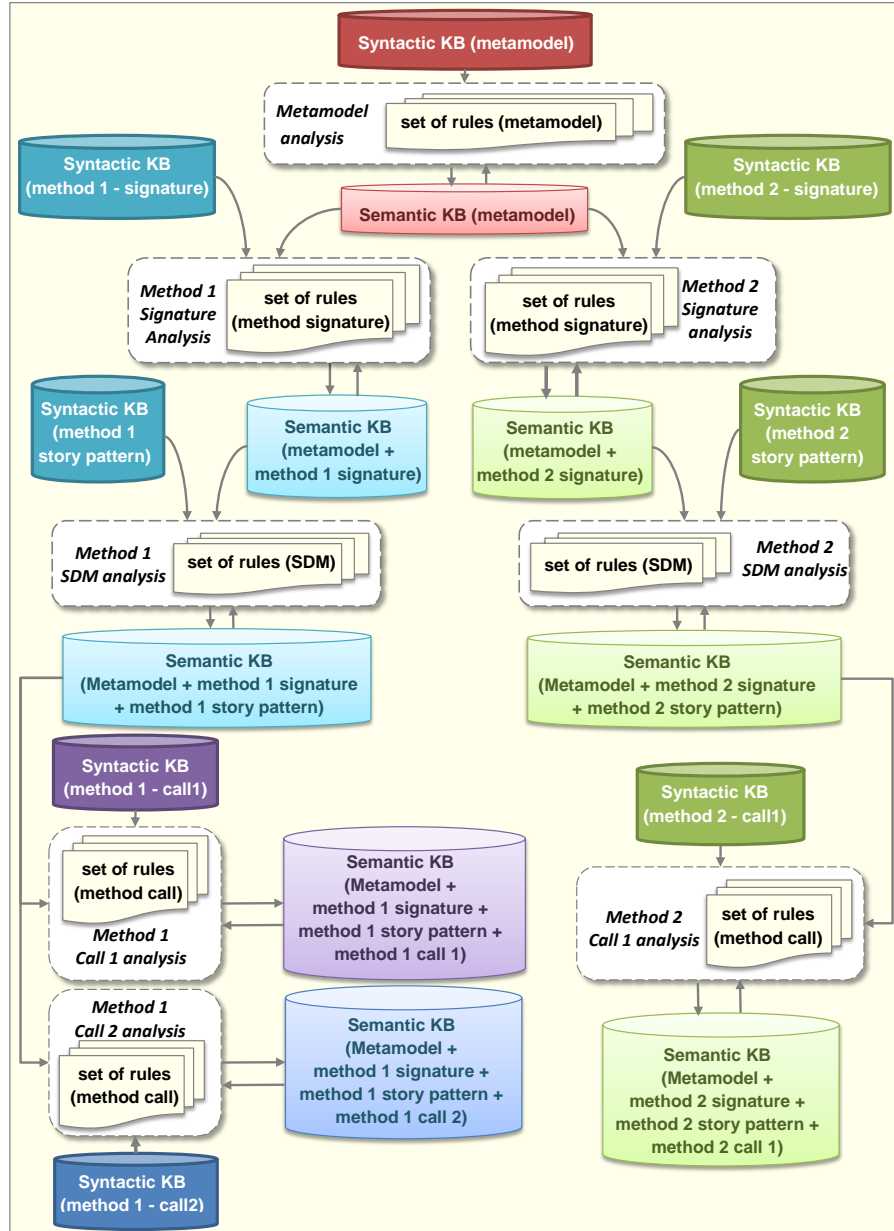 Syntactic KB (metamodel)
Metamodel
analysis
set of rules (metamodel)
Syntactic KB
(method 1 - signature)
Semantic KB (metamodel)
Syntactic KB
(method 2 - signature)
Method 1
Signature
Analysis
set of rules
(method signature)
set of rules
(method signature)
Method 2
Signature
analysis
Syntactic KB
(method 1
story pattern)
Semantic KB
(metamodel +
method 1 signature)
Semantic KB
(metamodel +
method 2 signature)
Syntactic KB
(method 2
story pattern)
Method 1
SDM analysis
set of rules (SDM)
set of rules (SDM)
Method 2
SDM analysis
Semantic KB
(Metamodel + method 1 signature
+ method 1 story pattern)
Semantic KB
(Metamodel + method 2 signature
+ method 2 story pattern)
Syntactic KB
(method 1 - call1)
set of rules
(method call)
Method 1
Call 1 analysis
Semantic KB
(Metamodel +
method 1 signature +
method 1 story pattern +
method 1 call 1)
Syntactic KB
(method 2 - call1)
Method 2
Call 1 analysis
set of rules
(method call)
Method 1
Call 2 analysis
set of rules
(method call)
Semantic KB
(Metamodel +
method 1 signature +
method 1 story pattern +
method 1 call 2)
Semantic KB
(Metamodel +
method 2 signature +
method 2 story pattern +
method 2 call 1)
Syntactic KB
(method 1 - call2)